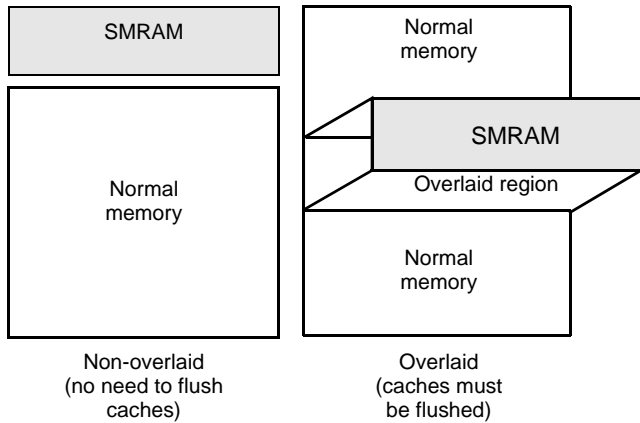 SMRAM
Normal
memory
Non-overlaid
(no need to flush
caches)
Normal
memory
SMRAM
Overlaid region
Normal
memory
Overlaid
(caches must
be flushed)